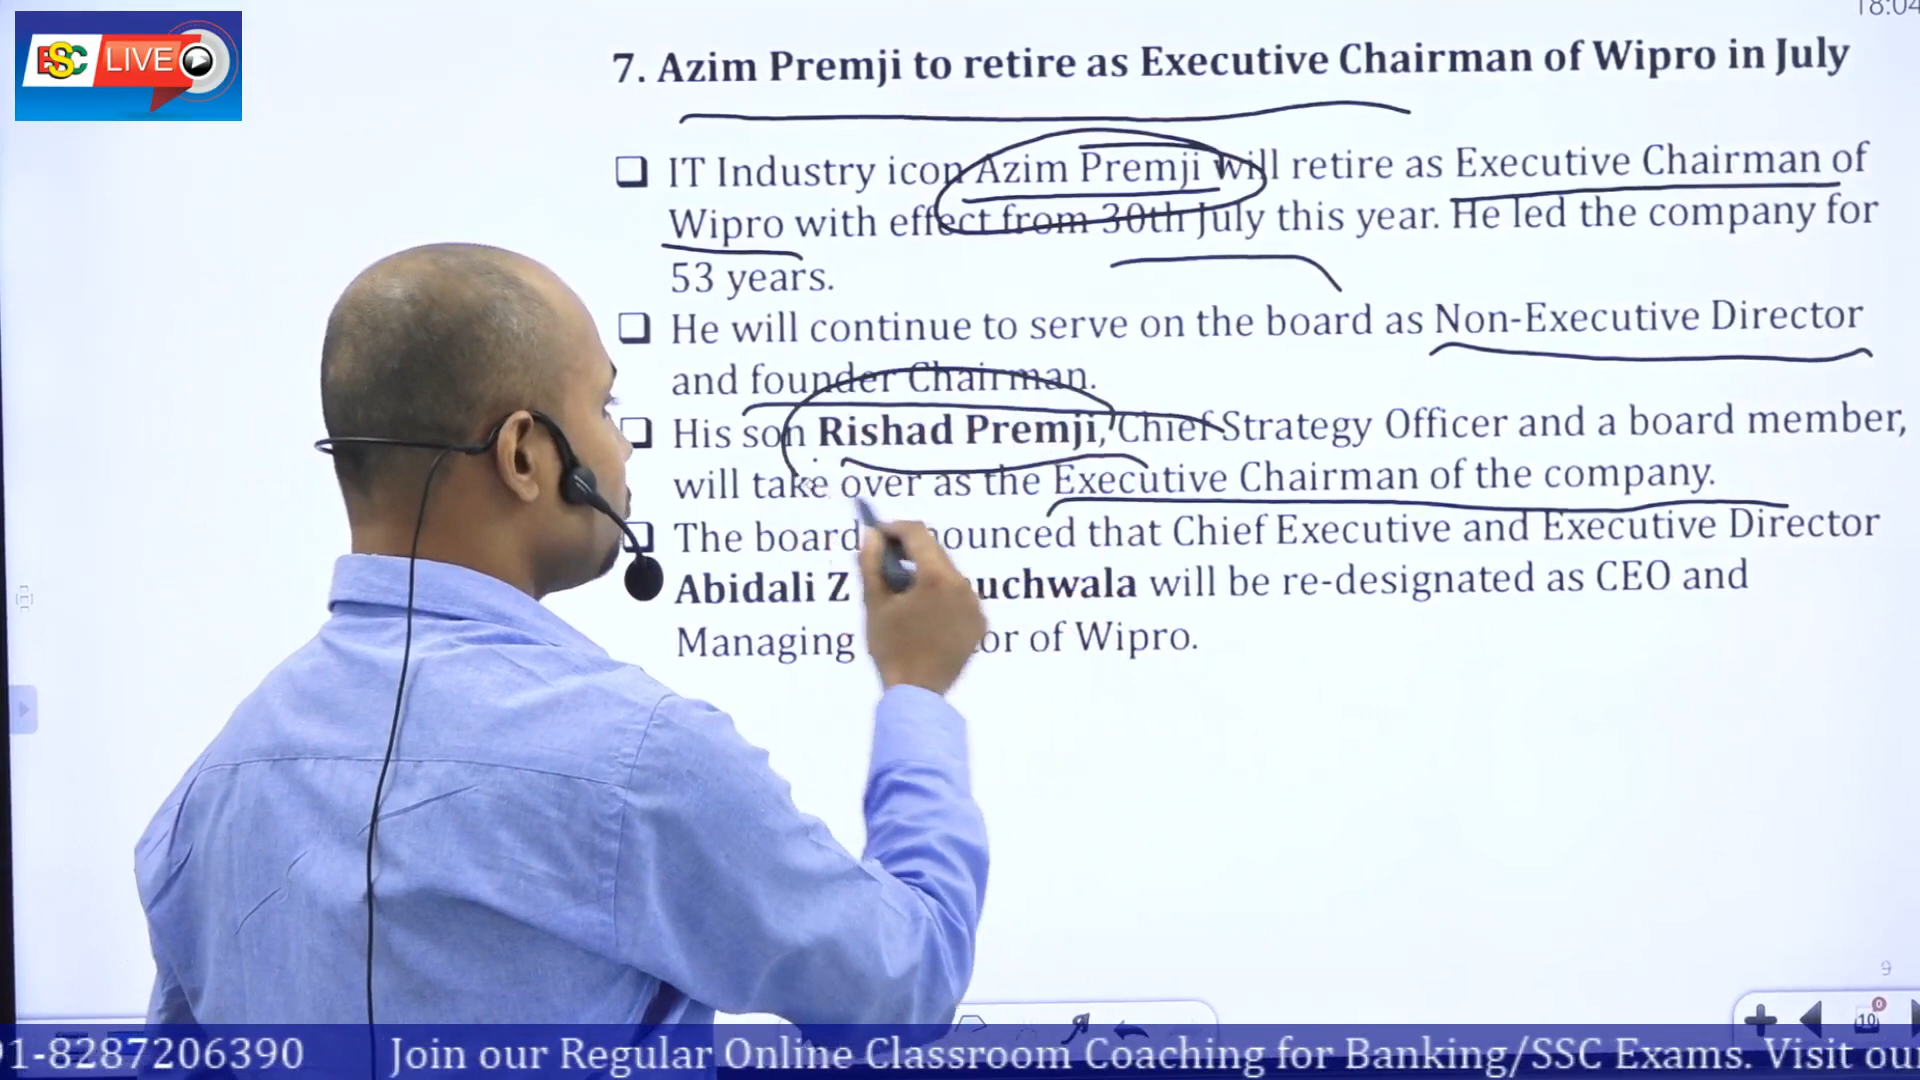 18:04
BSC LIVE
7. Azim Premji to retire as Executive Chairman of Wipro in July
IT Industry icon Azim Premji will retire as Executive Chairman of
Wipro with effect from 30th July this year. He led the company for
53 years.
He will continue to serve on the board as Non-Executive Director
and founder Chairman.
His son Rishad Premji, Chief Strategy Officer and a board member,
will take over as the Executive Chairman of the company.
The board nounced that Chief Executive and Executive Director
Abidali Z uchwala will be re-designated as CEO and
Managing or of Wipro.
9
10
0
1-8287206390 Join our Regular Online Classroom Coaching for Banking/SSC Exams. Visit our